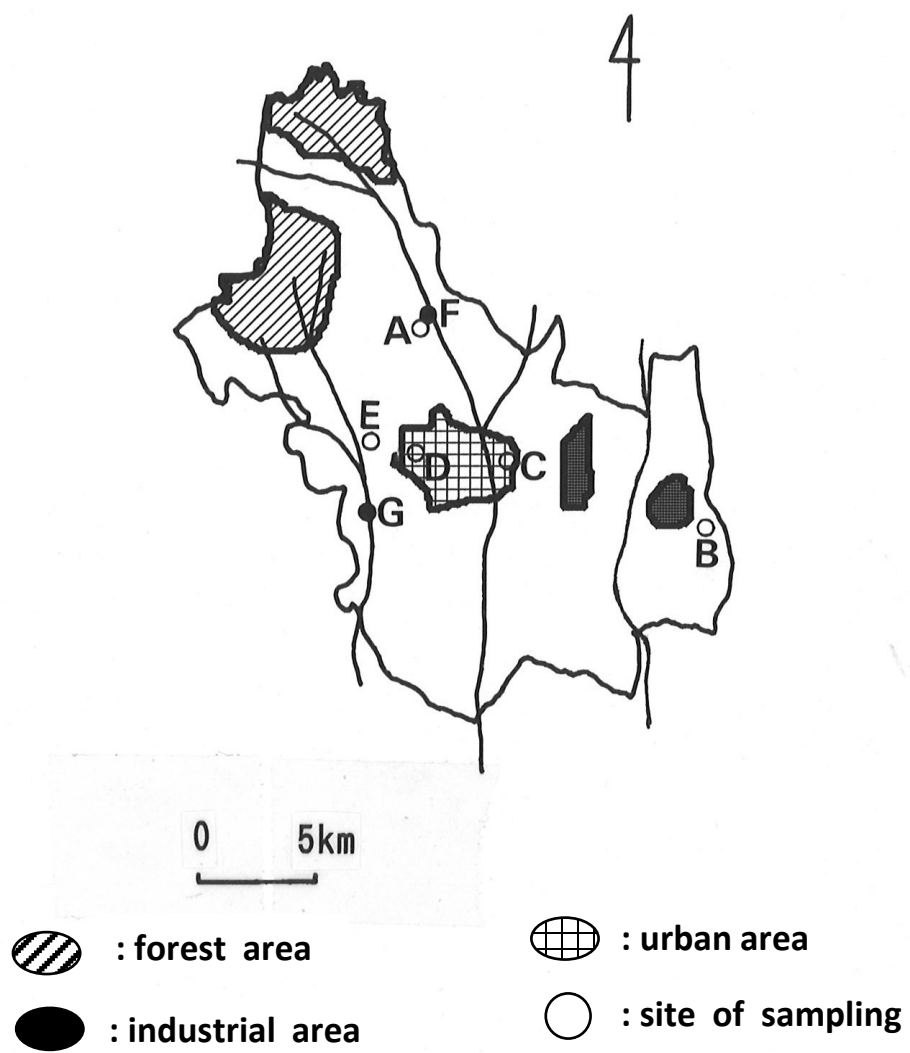 4
F
A
E
D
C
G
B
0 5km
: forest area
: urban area
: industrial area
: site of sampling